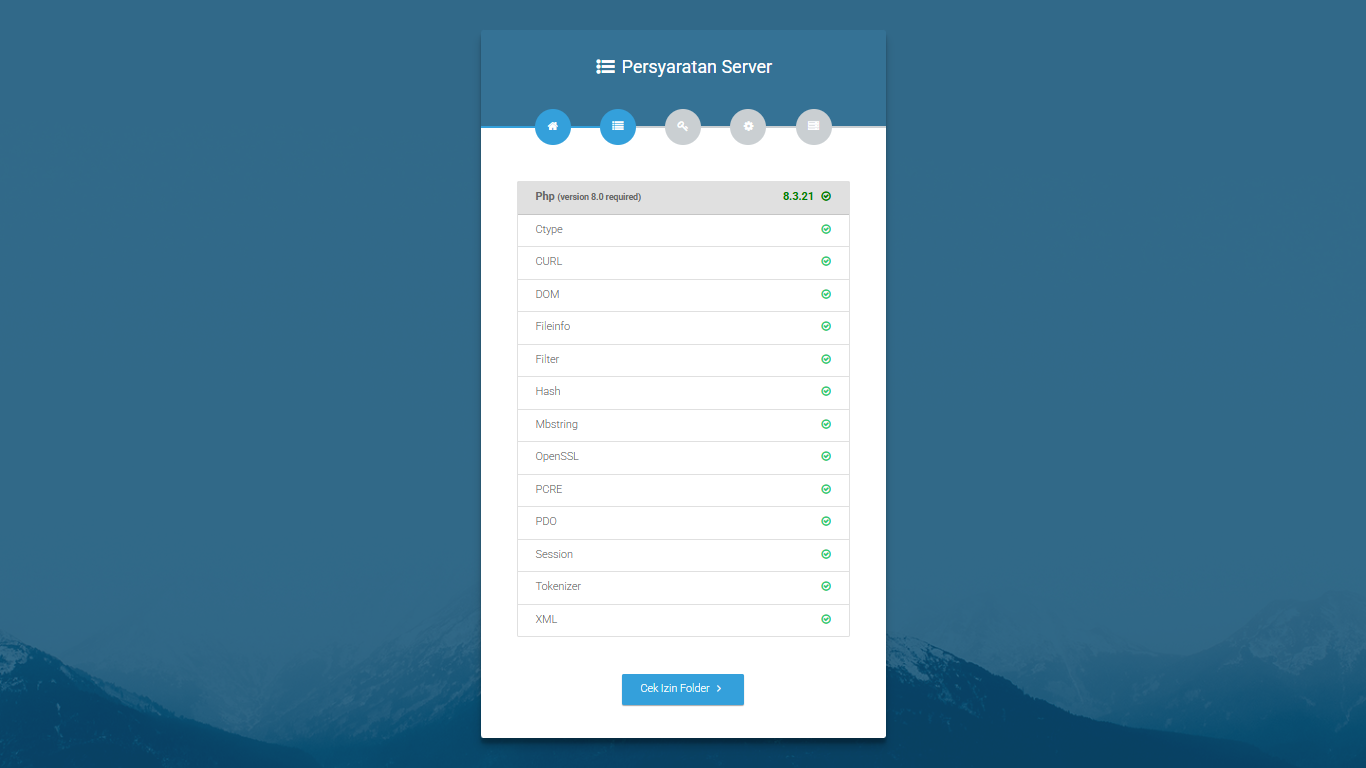 Persyaratan Server
Php (version 8.0 required) 8.3.21
Ctype
CURL
DOM
Fileinfo
Filter
Hash
Mbstring
OpenSSL
PCRE
PDO
Session
Tokenizer
XML
Cek Izin Folder